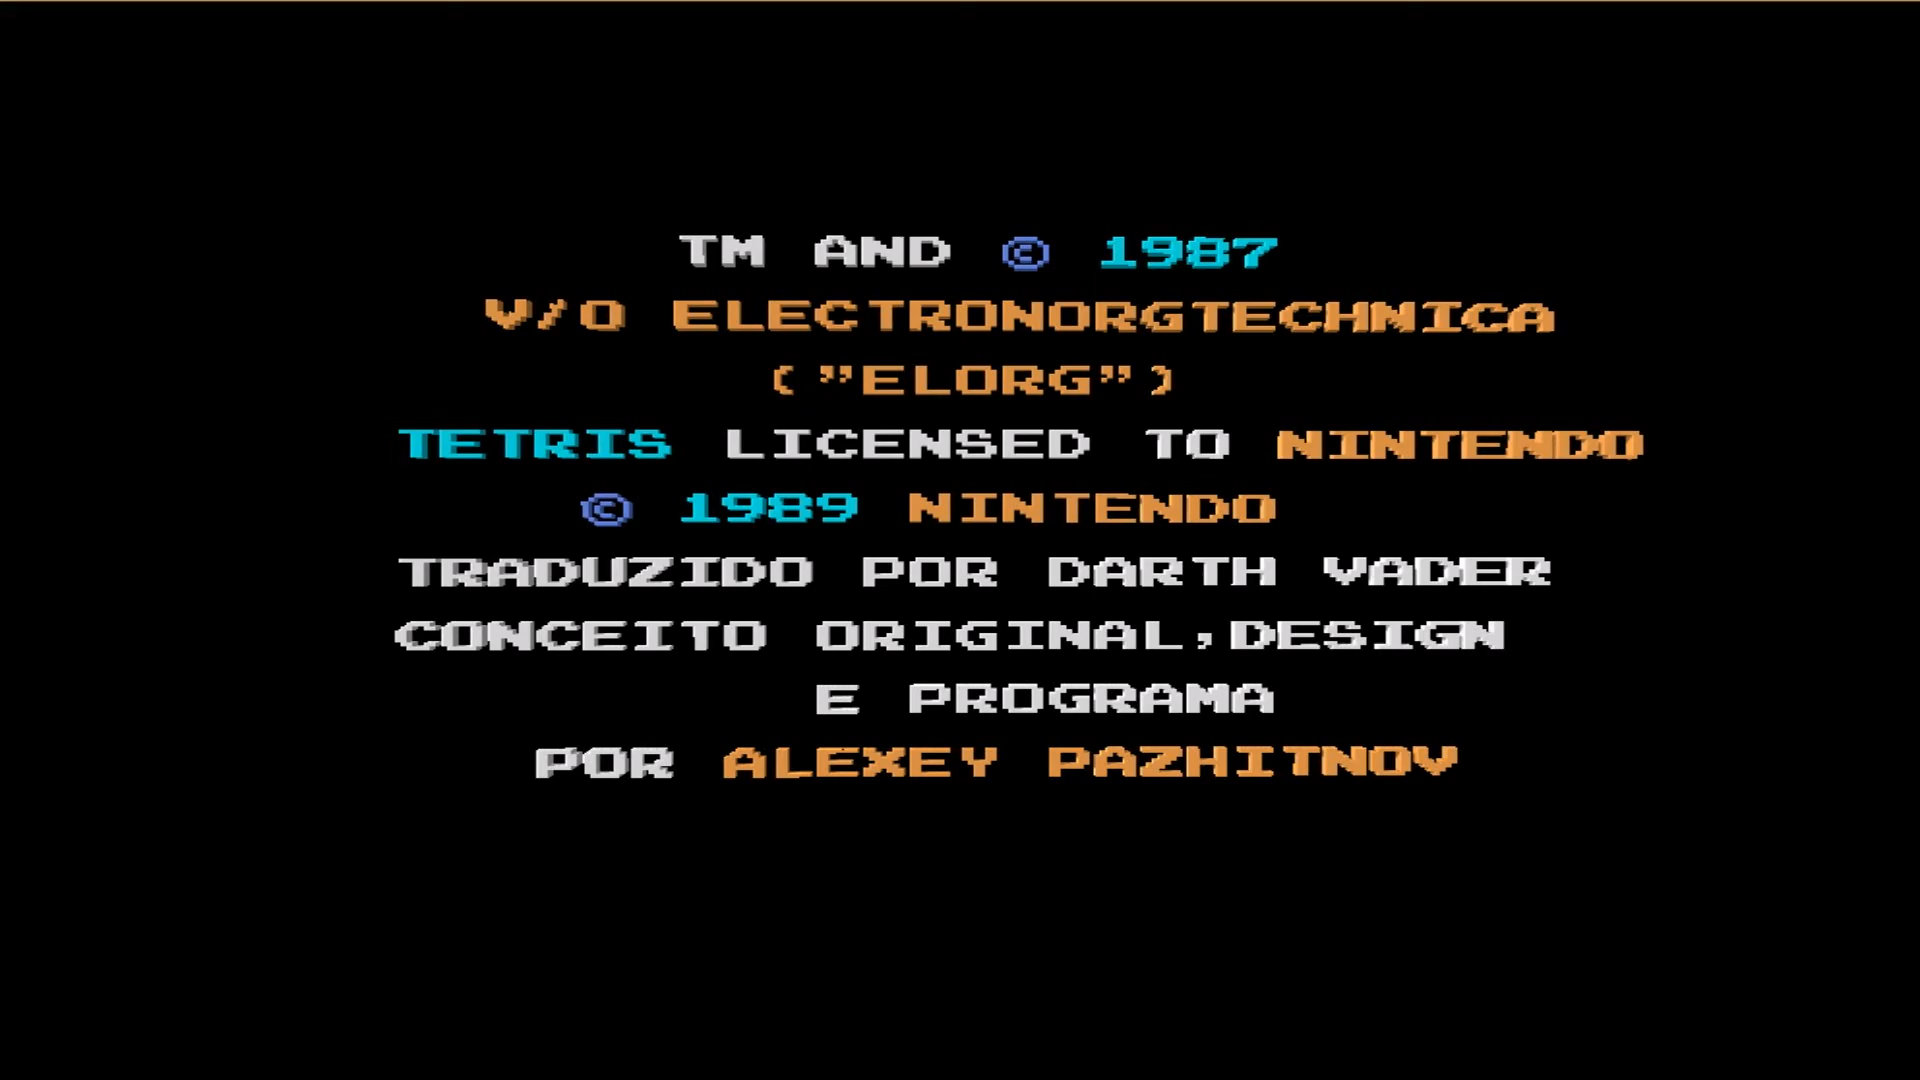 TM AND © 1987
V/O ELECTRONORGTECHNICA
("ELORG")
TETRIS LICENSED TO NINTENDO
© 1989 NINTENDO
TRADUZIDO POR DARTH VADER
CONCEITO ORIGINAL,DESIGN
E PROGRAMA
POR ALEXEY PAZHITNOV